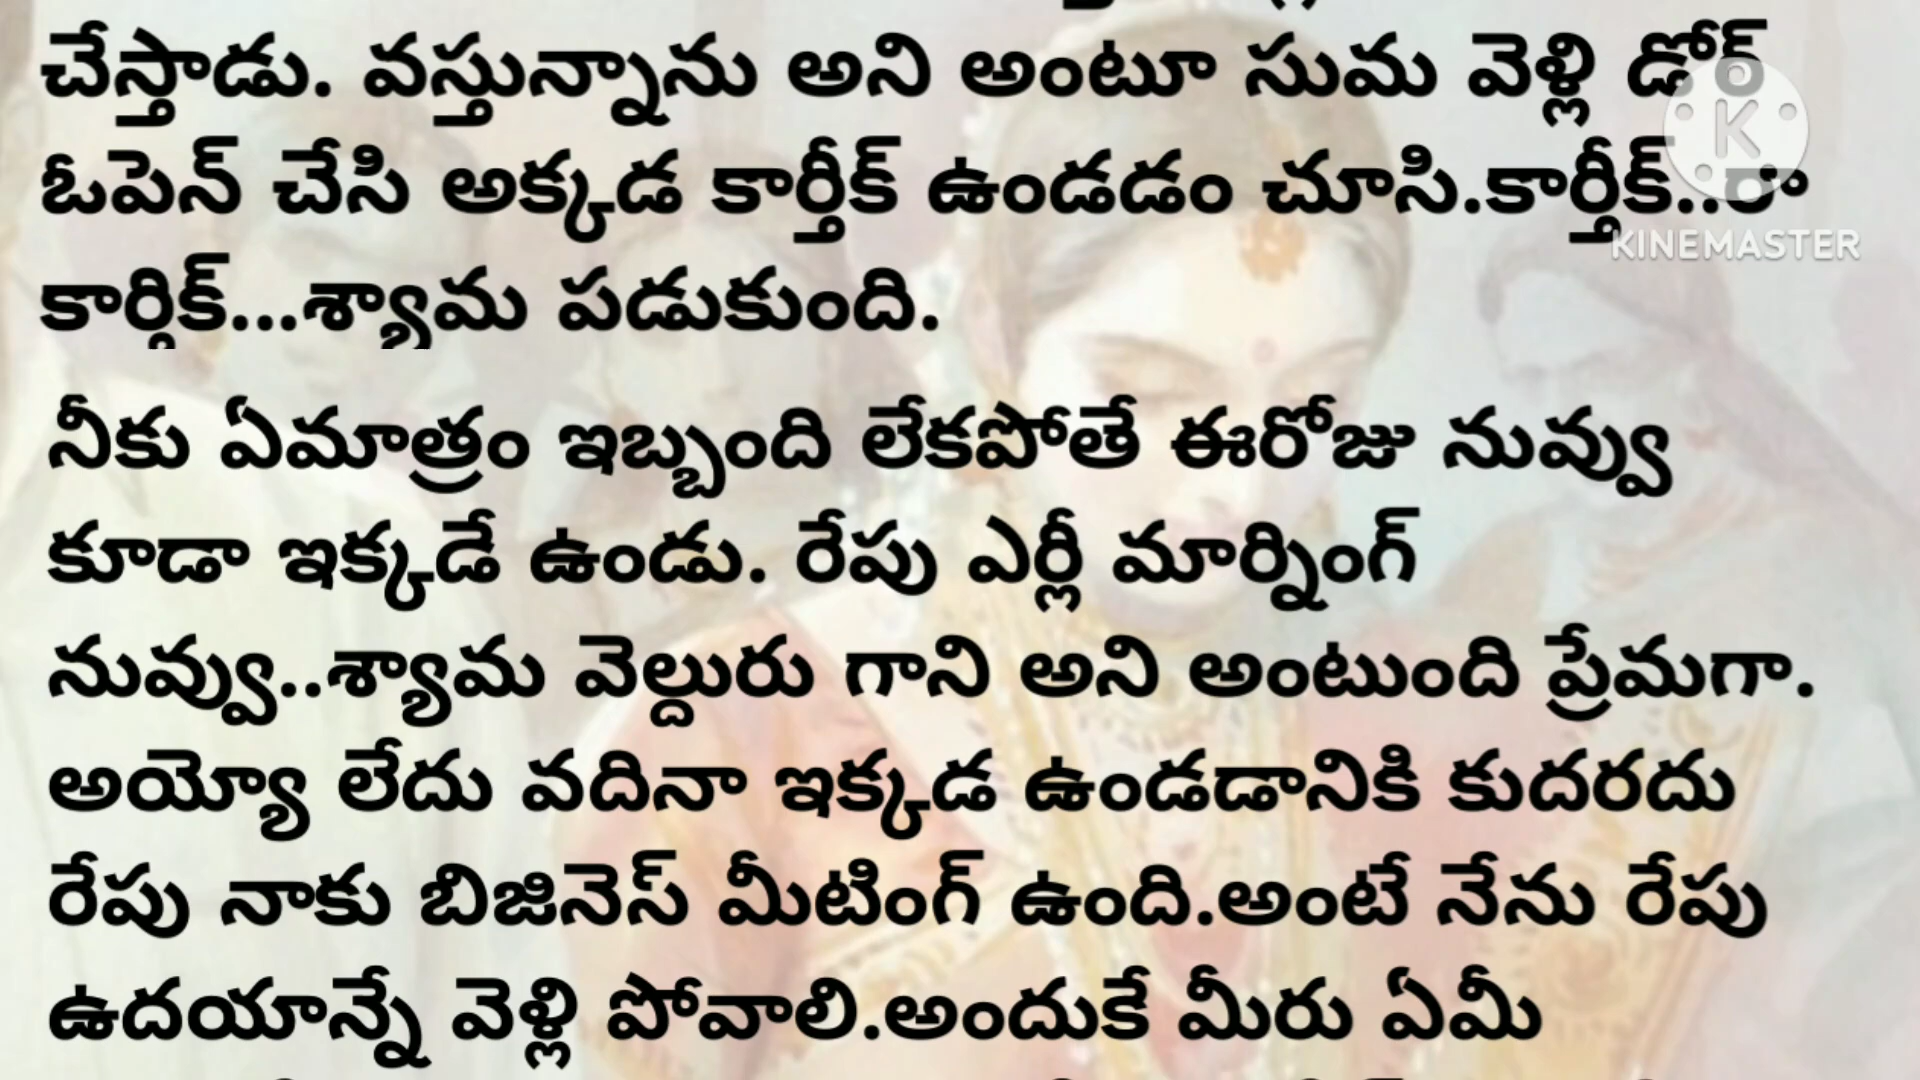 చేస్తాడు. వస్తున్నాను అని అంటూ సుమ వెళ్లి డోర్
ఓపెన్ చేసి అక్కడ కార్తీక్ ఉండడం చూసి.కార్తీక్..రా
కార్తిక్...శ్యామ పడుకుంది.
నీకు ఏమాత్రం ఇబ్బంది లేకపోతే ఈరోజు నువ్వు
కూడా ఇక్కడే ఉండు. రేపు ఎర్లీ మార్నింగ్
నువ్వు..శ్యామ వెల్దురు గాని అని అంటుంది ప్రేమగా.
అయ్యో లేదు వదినా ఇక్కడ ఉండడానికి కుదరదు
రేపు నాకు బిజినెస్ మీటింగ్ ఉంది.అంటే నేను రేపు
ఉదయాన్నే వెళ్లి పోవాలి.అందుకే మీరు ఏమీ
K
KINEMASTER